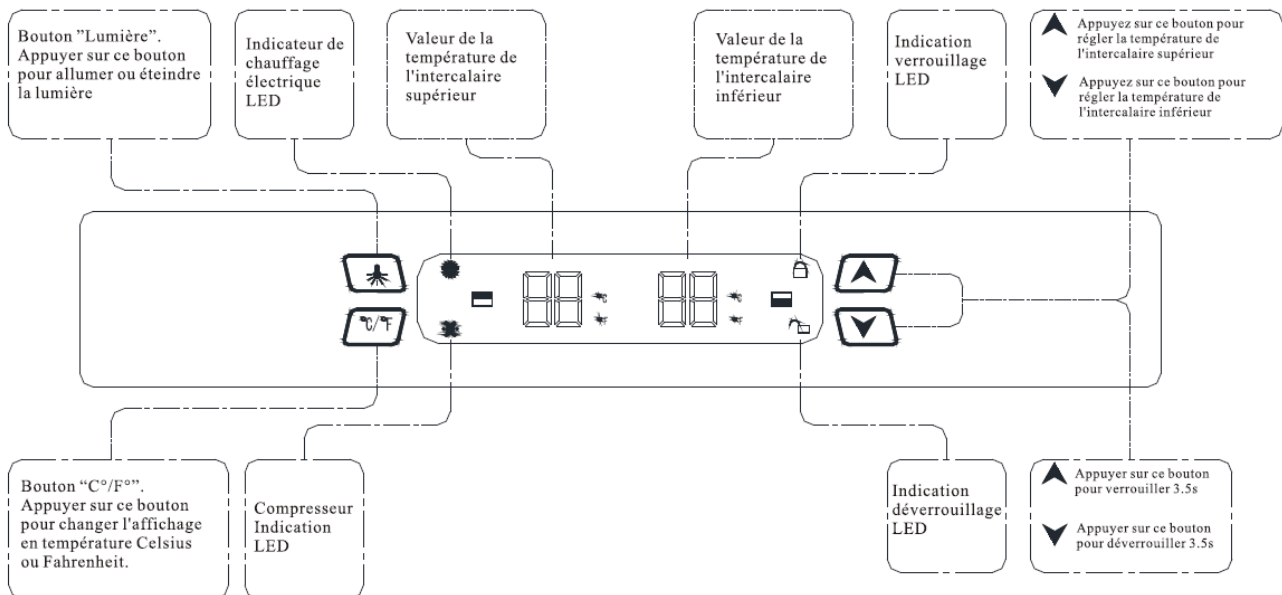 Bouton "Lumière".
Appuyer sur ce bouton
pour allumer ou éteindre
la lumière
Indicateur de
chauffage
électrique
LED
Valeur de la
température de
l'intercalaire
supérieur
Valeur de la
température de
l'intercalaire
inférieur
Indication
verrouillage
LED
Appuyez sur ce bouton pour
régler la température de
l'intercalaire supérieur
Appuyez sur ce bouton pour
régler la température de
l'intercalaire inférieur
°C/°F
Bouton “C°/F°”.
Appuyer sur ce bouton
pour changer l'affichage
en température Celsius
ou Fahrenheit.
Compresseur
Indication
LED
Indication
déverrouillage
LED
Appuyer sur ce bouton
pour verrouiller 3.5s
Appuyer sur ce bouton
pour déverrouiller 3.5s